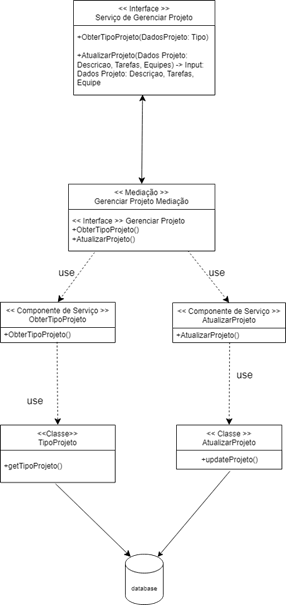 << Interface >>
Serviço de Gerenciar Projeto
+ObterTipoProjeto(DadosProjeto: Tipo)
+AtualizarProjeto(Dados Projeto:
Descricao, Tarefas, Equipes) -> Input:
Dados Projeto: Descriçao, Tarefas,
Equipe
<< Mediação >>
Gerenciar Projeto Mediação
<< Interface >> Gerenciar Projeto
+ObterTipoProjeto()
+AtualizarProjeto()
use
use
<< Componente de Serviço >>
ObterTipoProjeto
+ObterTipoProjeto()
<< Componente de Serviço >>
AtualizarProjeto
+AtualizarProjeto()
use
use
<<Classe>>
TipoProjeto
+getTipoProjeto()
<< Classe >>
AtualizarProjeto
+updateProjeto()
database